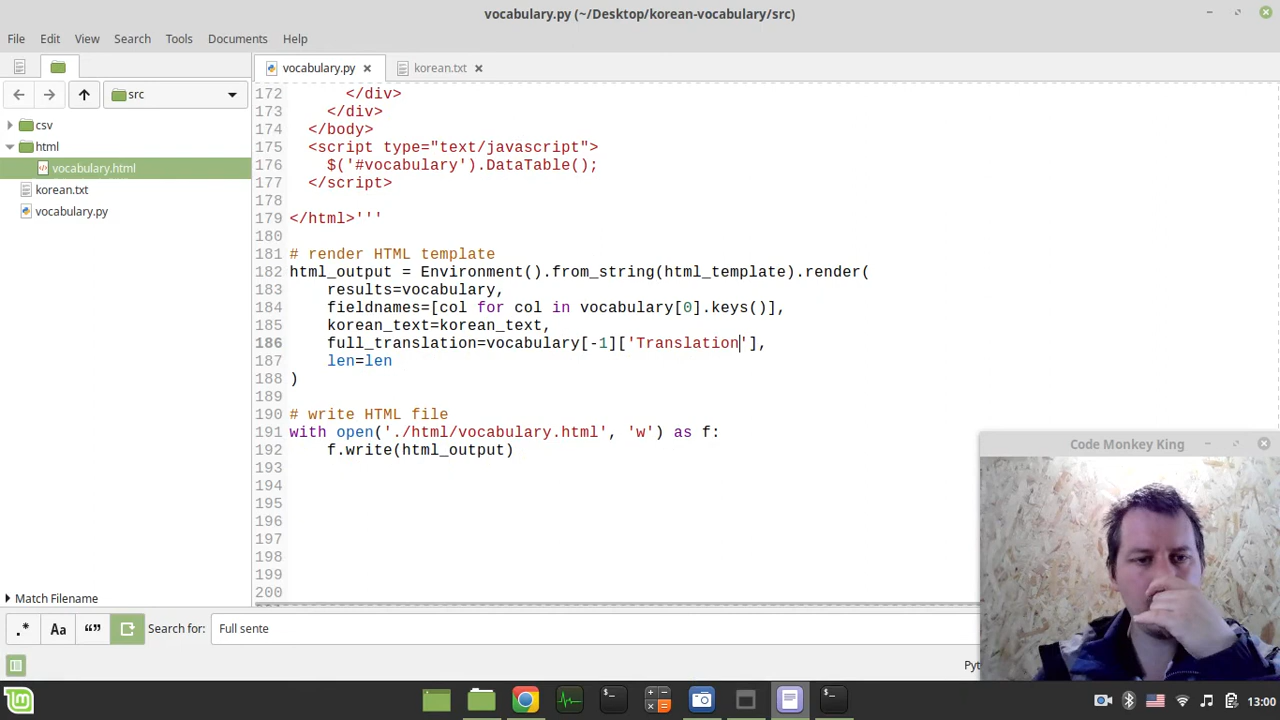 vocabulary.py (~/Desktop/korean-vocabulary/src)
File Edit View Search Tools Documents Help
vocabulary.py korean.txt
src
csv
html
vocabulary.html
korean.txt
vocabulary.py
172 </div>
173 </div>
174 </body>
175 <script type="text/javascript">
176 $('#vocabulary').DataTable();
177 </script>
178
179 </html>'''
180
181 # render HTML template
182 html_output = Environment().from_string(html_template).render(
183 results=vocabulary,
184 fieldnames=[col for col in vocabulary[0].keys()],
185 korean_text=korean_text,
186 full_translation=vocabulary[-1]['Translation'],
187 len=len
188 )
189
190 # write HTML file
191 with open('./html/vocabulary.html', 'w') as f:
192 f.write(html_output)
193
194
195
196
197
198
199
200
Code Monkey King
Match Filename
.* Aa “” Search for: Full sente
Pyt
$_ $_ 13:00